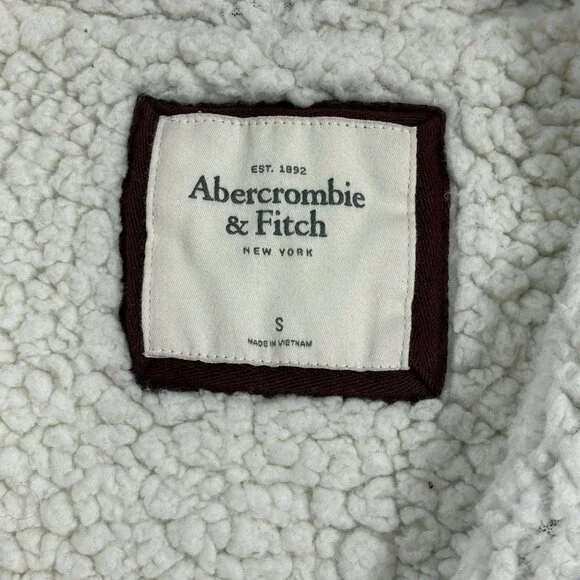 EST. 1892
Abercrombie
& Fitch
NEW YORK
S
MADE IN VIETNAM